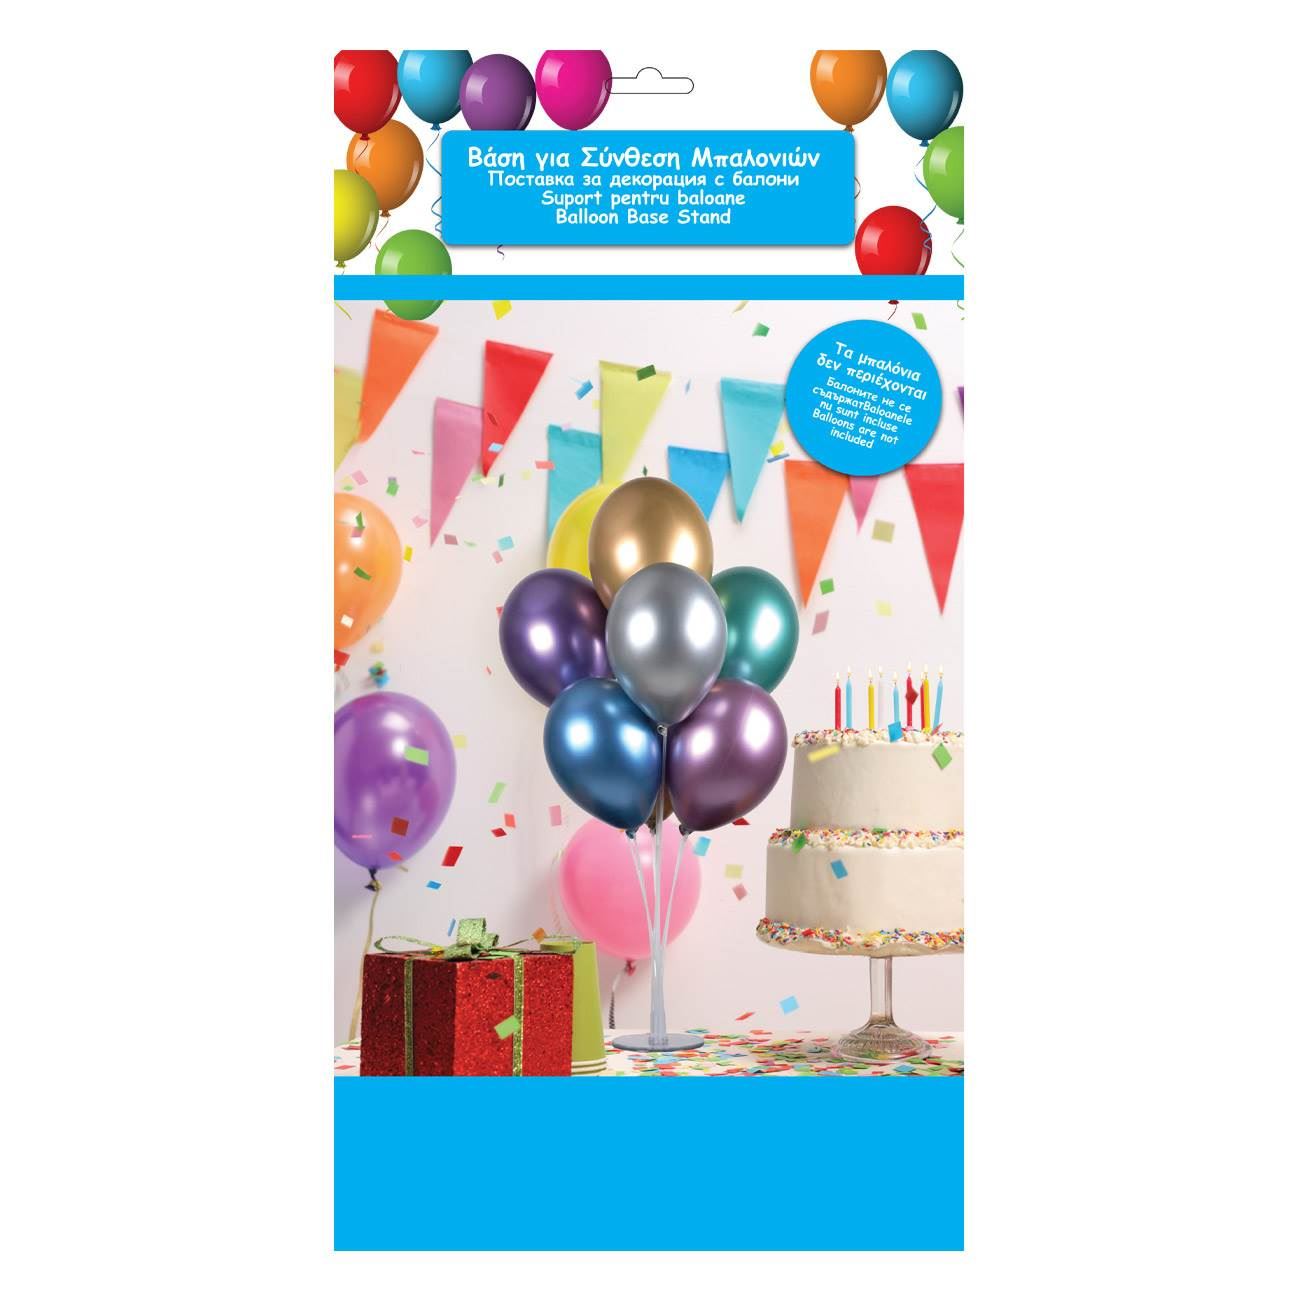 Βάση για Σύνθεση Μπαλονιών
Поставка за декорация с балони
Suport pentru baloane
Balloon Base Stand
Τα μπαλόνια
δεν περιέχονται
Балоните не се
съдържатBaloanele
nu sunt incluse
Balloons are not
included